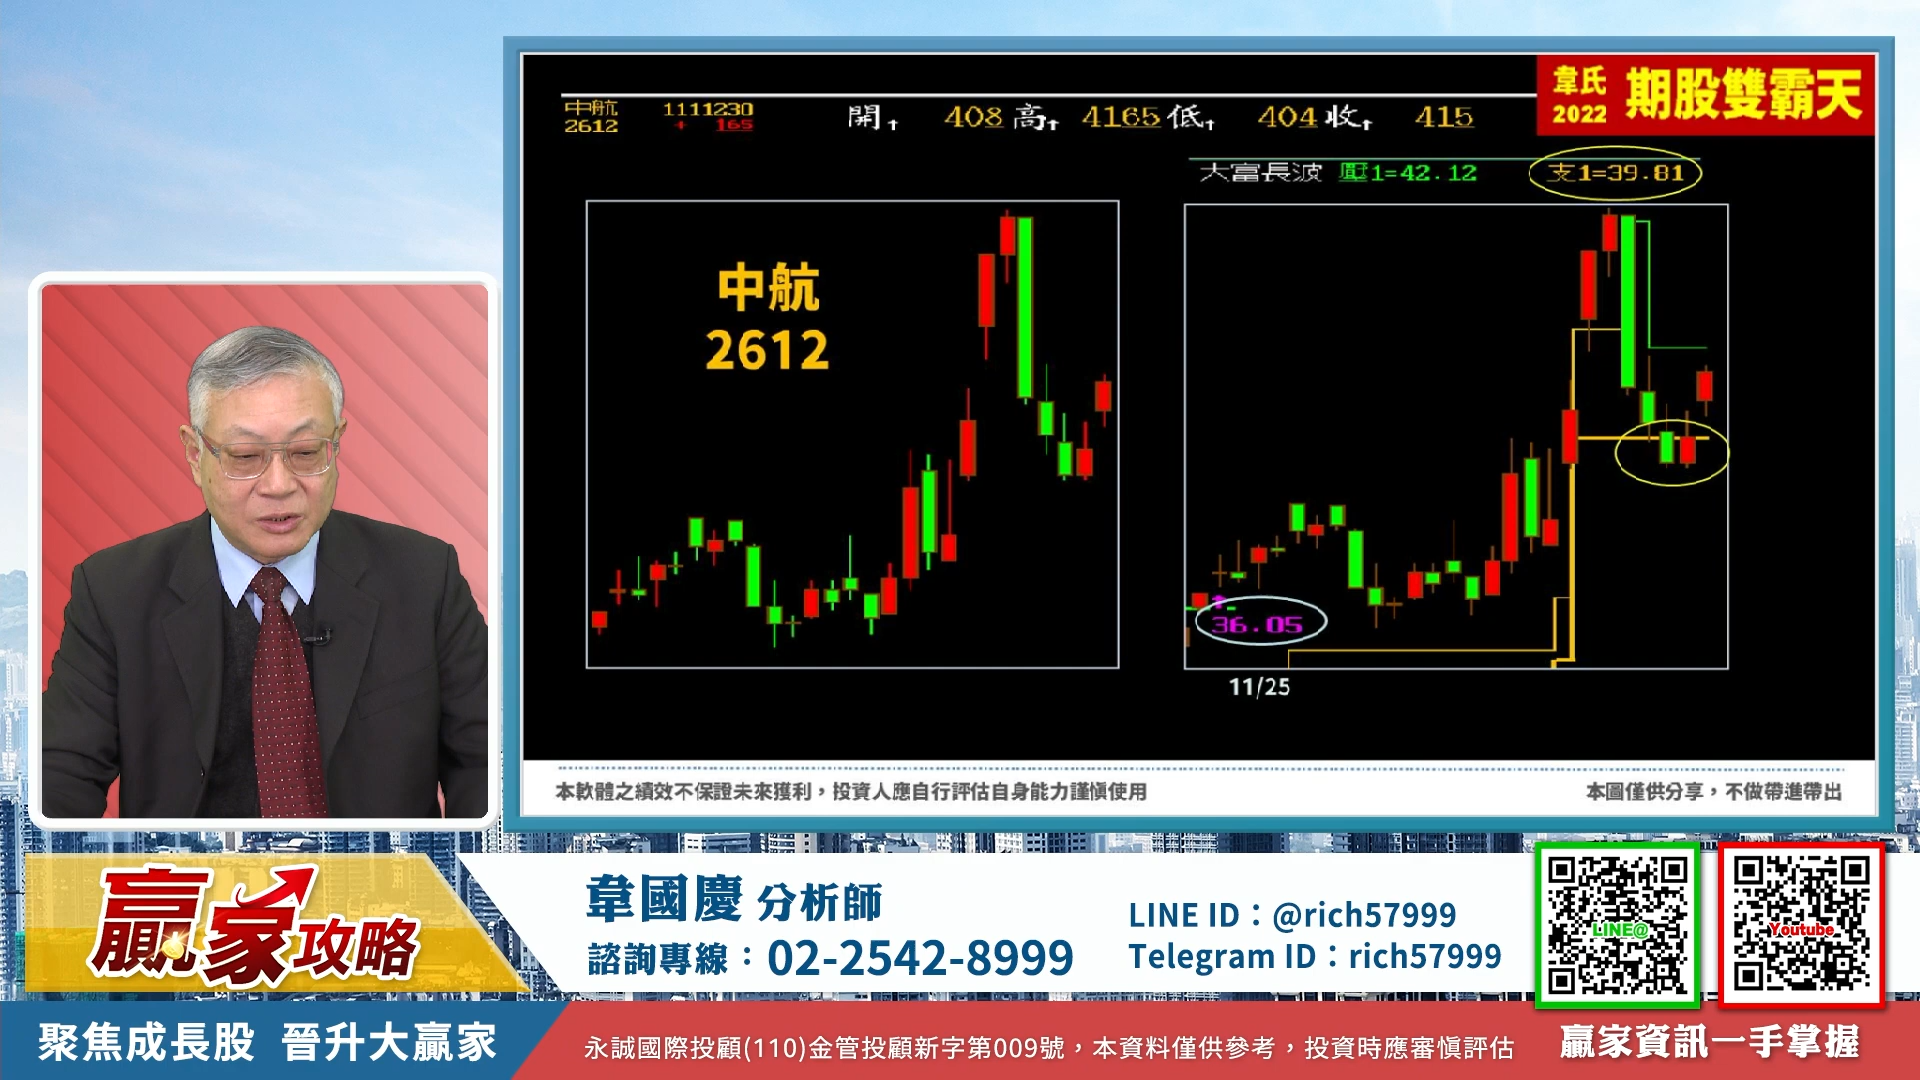 韋氏
2022
期股雙霸天
中航
2612
1111230
+ 165
開↑ 408 高↑ 4165 低↑ 404 收↑ 415
大富長波 壓1=42.12 支1=39.81
中航
2612
36.05
11/25
本軟體之績效不保證未來獲利，投資人應自行評估自身能力謹慎使用
本圖僅供分享，不做帶進帶出
贏家攻略
韋國慶 分析師
諮詢專線：02-2542-8999
LINE ID：@rich57999
Telegram ID：rich57999
LINE@
Youtube
聚焦成長股 晉升大贏家
永誠國際投顧(110)金管投顧新字第009號，本資料僅供參考，投資時應審慎評估
贏家資訊一手掌握